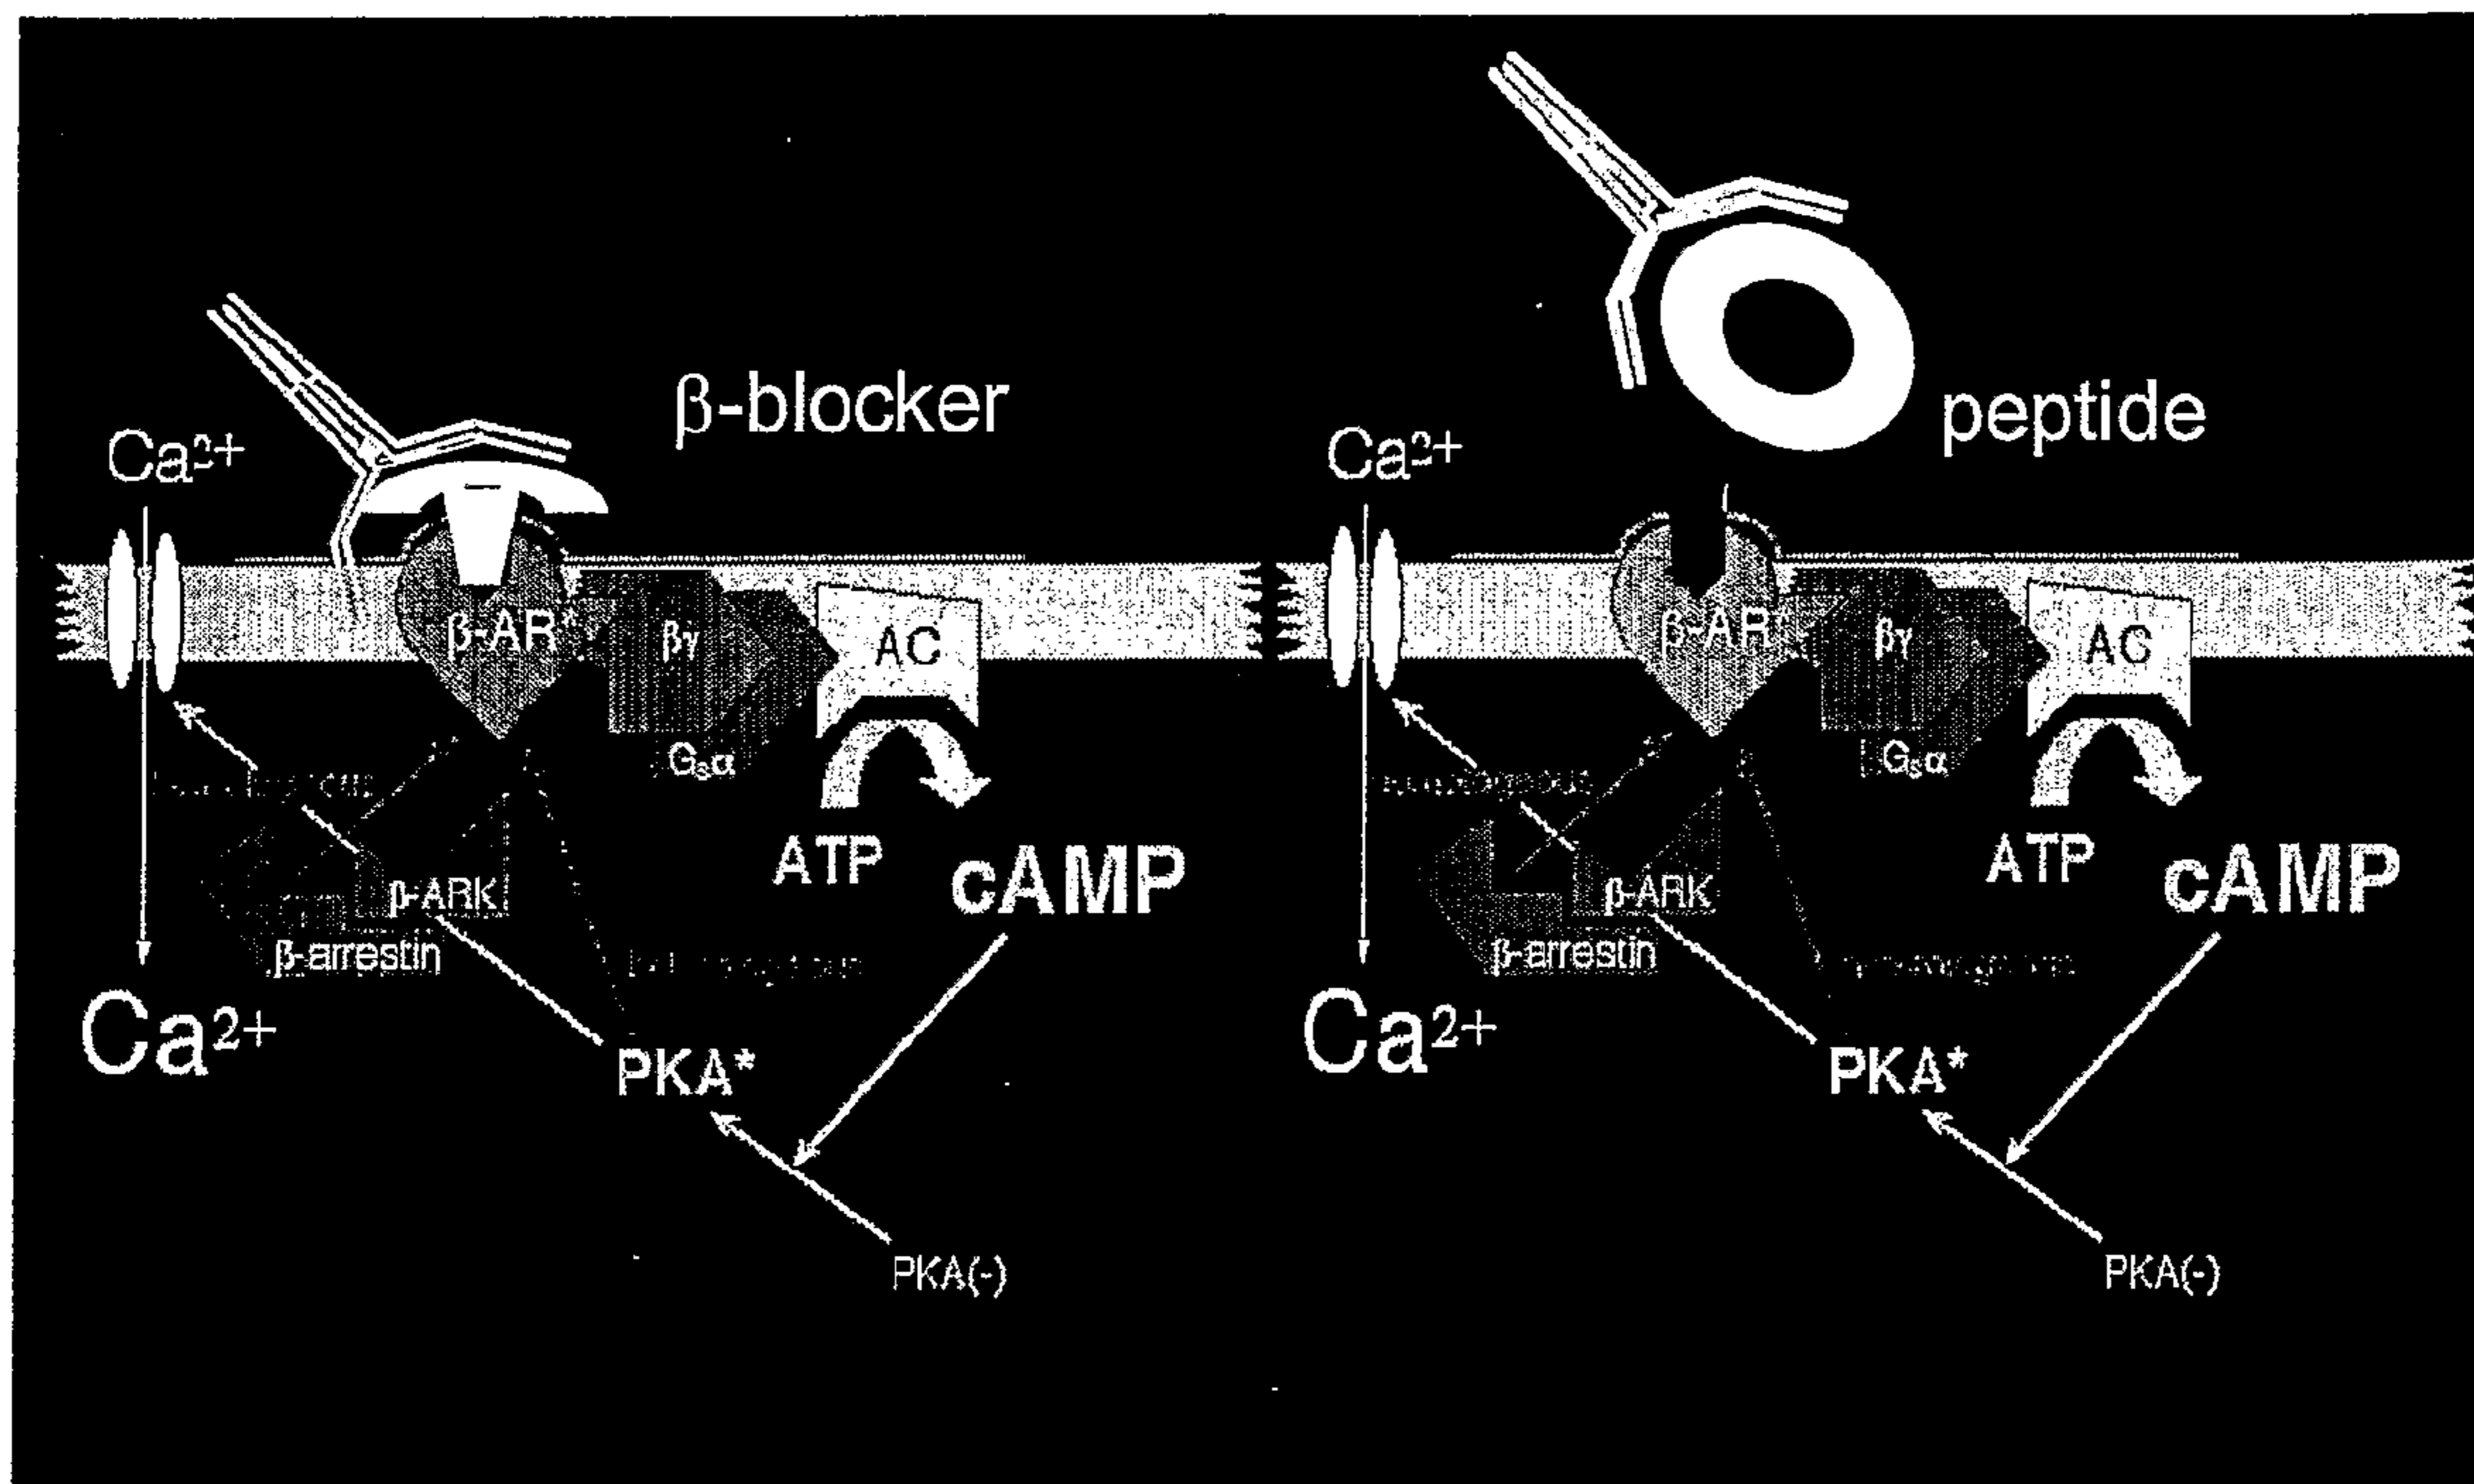 β-blocker
Ca²⁺
β-AR*
βγ
AC
Gₛα
ATP
cAMP
β-ARK
β-arrestin
Ca²⁺
PKA*
PKA(-)
peptide
Ca²⁺
β-AR*
βγ
AC
Gₛα
ATP
cAMP
β-ARK
β-arrestin
Ca²⁺
PKA*
PKA(-)